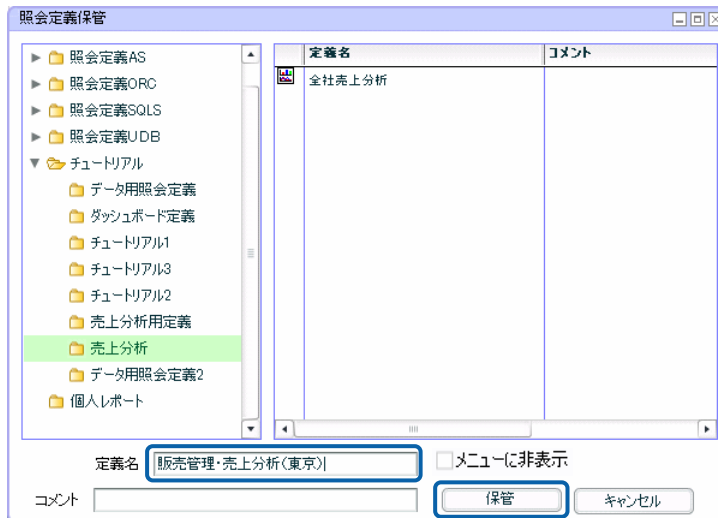 照会定義保管
照会定義AS
照会定義ORC
照会定義SQLS
照会定義UDB
チュートリアル
データ用照会定義
ダッシュボード定義
チュートリアル1
チュートリアル3
チュートリアル2
売上分析用定義
売上分析
データ用照会定義2
個人レポート
定義名 コメント
全社売上分析
定義名 販売管理・売上分析(東京) メニューに非表示
コメント 保管 キャンセル